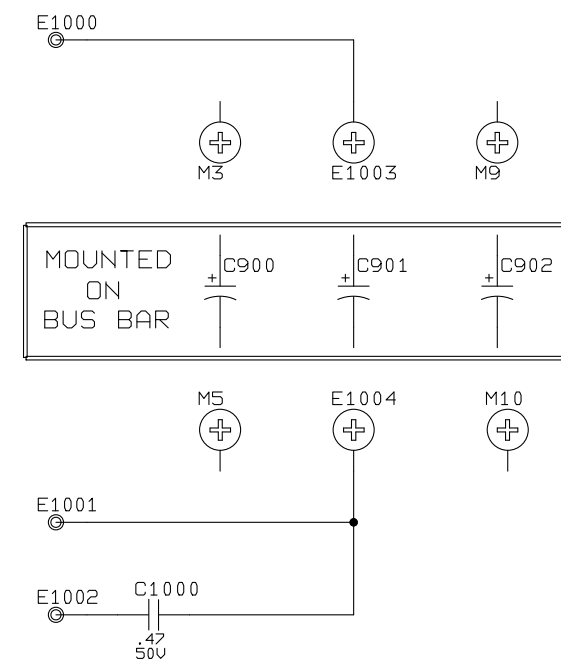 E1000
M3
E1003
M9
MOUNTED
ON
BUS BAR
+
C900
+
C901
+
C902
M5
E1004
M10
E1001
E1002
C1000
.47
50V